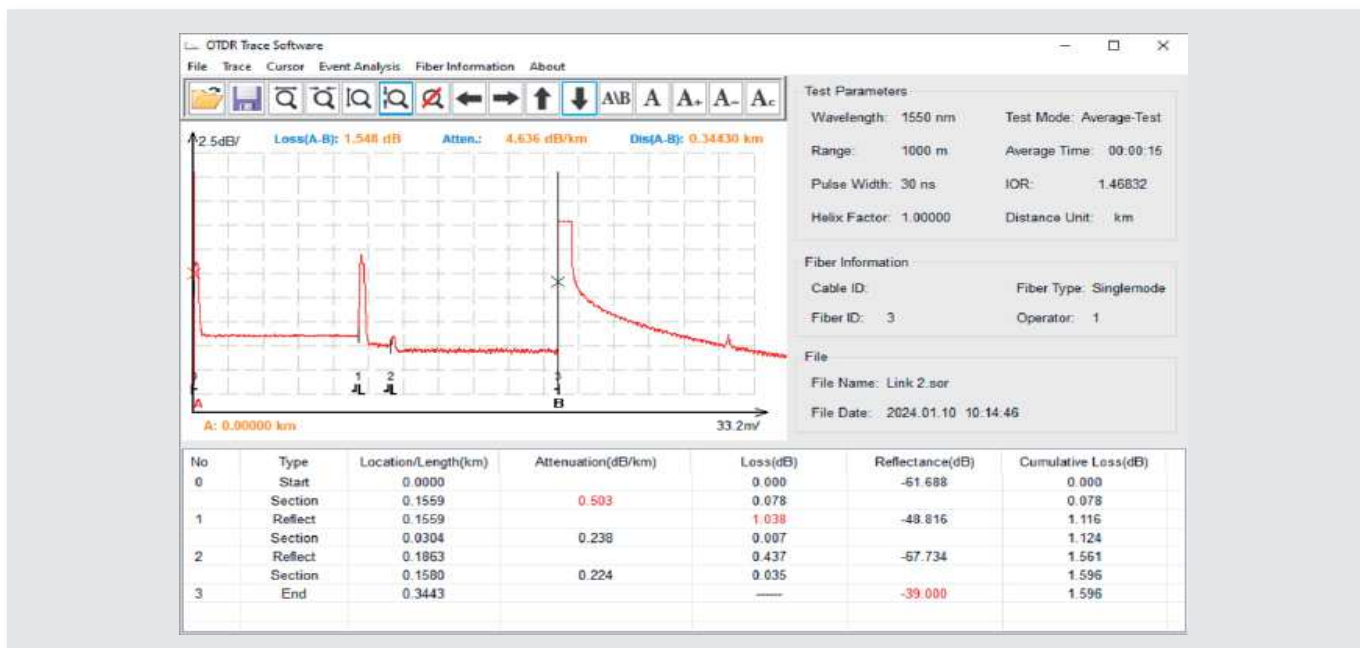 OTDR Trace Software
File Trace Cursor Event Analysis Fiber Information About
A\B A A+ A- Ac
2.5dB/ Loss(A-B): 1.548 dB Atten.: 4.636 dB/km Dis(A-B): 0.34430 km
1 2 3
A B
A: 0.00000 km 33.2m/
Test Parameters
Wavelength: 1550 nm Test Mode: Average-Test
Range: 1000 m Average Time: 00:00:15
Pulse Width: 30 ns IOR: 1.46832
Helix Factor: 1.00000 Distance Unit: km
Fiber Information
Cable ID: Fiber Type: Singlemode
Fiber ID: 3 Operator: 1
File
File Name: Link 2.sor
File Date: 2024.01.10 10:14:46
No Type Location/Length(km) Attenuation(dB/km) Loss(dB) Reflectance(dB) Cumulative Loss(dB)
0 Start 0.0000 0.000 -61.688 0.000
Section 0.1559 0.503 0.078 0.078
1 Reflect 0.1559 1.038 -48.816 1.116
Section 0.0304 0.238 0.007 1.124
2 Reflect 0.1863 0.437 -67.734 1.561
Section 0.1580 0.224 0.035 1.596
3 End 0.3443 ------ -39.000 1.596